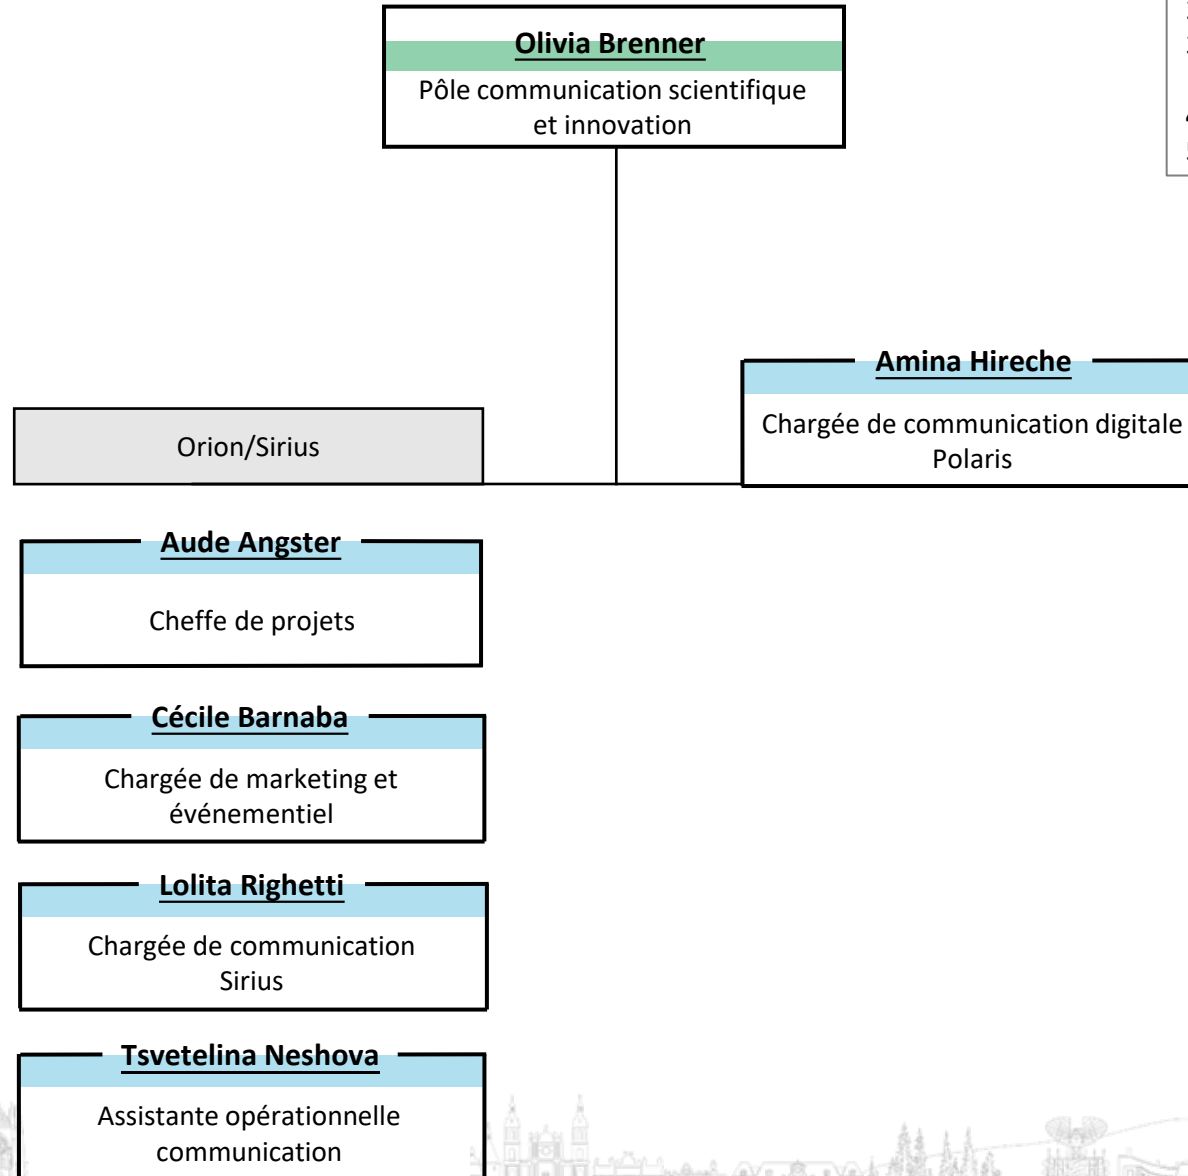 Olivia Brenner
Pôle communication scientifique
et innovation
Amina Hireche
Chargée de communication digitale
Polaris
Orion/Sirius
Aude Angster
Cheffe de projets
Cécile Barnaba
Chargée de marketing et
événementiel
Lolita Righetti
Chargée de communication
Sirius
Tsvetelina Neshova
Assistante opérationnelle
communication